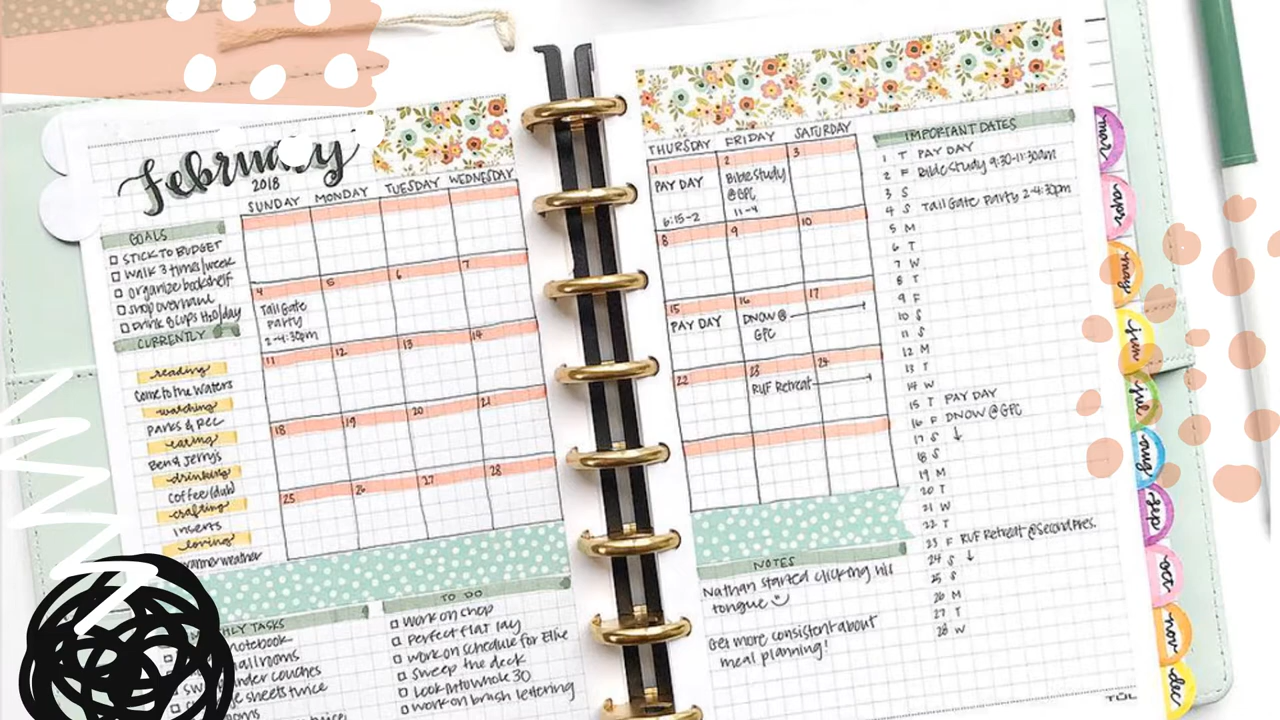 February
2018
SUNDAY MONDAY TUESDAY WEDNESDAY
GOALS
STICK TO BUDGET
WALK 3 times/week
organize bookshelf
shop overhaul
Drink 8 cups H2O/day
CURRENTLY
reading
Come to the Waters
watching
Parks & Rec
eating
Ben & Jerry's
drinking
coffee (duh)
crafting
inserts
loving
warmer weather
4 5 6 7
Tail Gate
Party
2-4:30pm
11 12 13 14
18 19 20 21
25 26 27 28
HLY TASKS
notebook
all rooms
under couches
sheets twice
rooms
TO DO
work on chop
Perfect flat lay
work on schedule for Ellie
sweep the deck
Look into Whole 30
work on brush lettering
THURSDAY FRIDAY SATURDAY
1 2 3
PAY DAY
6:15-2
Bible Study
@GPC
11-4
8 9 10
15 16 17
PAY DAY
DNOW @
GPC
22 23 24
RUF Retreat
NOTES
Nathan started clicking his
tongue
Get more consistent about
meal planning!
IMPORTANT DATES
1 T PAY DAY
2 F Bible Study 9:30-11:30am
3 S
4 S Tail Gate Party 2-4:30pm
5 M
6 T
7 W
8 T
9 F
10 S
11 S
12 M
13 T
14 W
15 T PAY DAY
16 F DNOW @ GPC
17 S ↓
18 S
19 M
20 T
21 W
22 T
23 F RUF Retreat @ Second Pres.
24 S ↓
25 S
26 M
27 T
28 W
TUL
mar
apr
may
jun
jul
aug
sep
oct
nov
dec